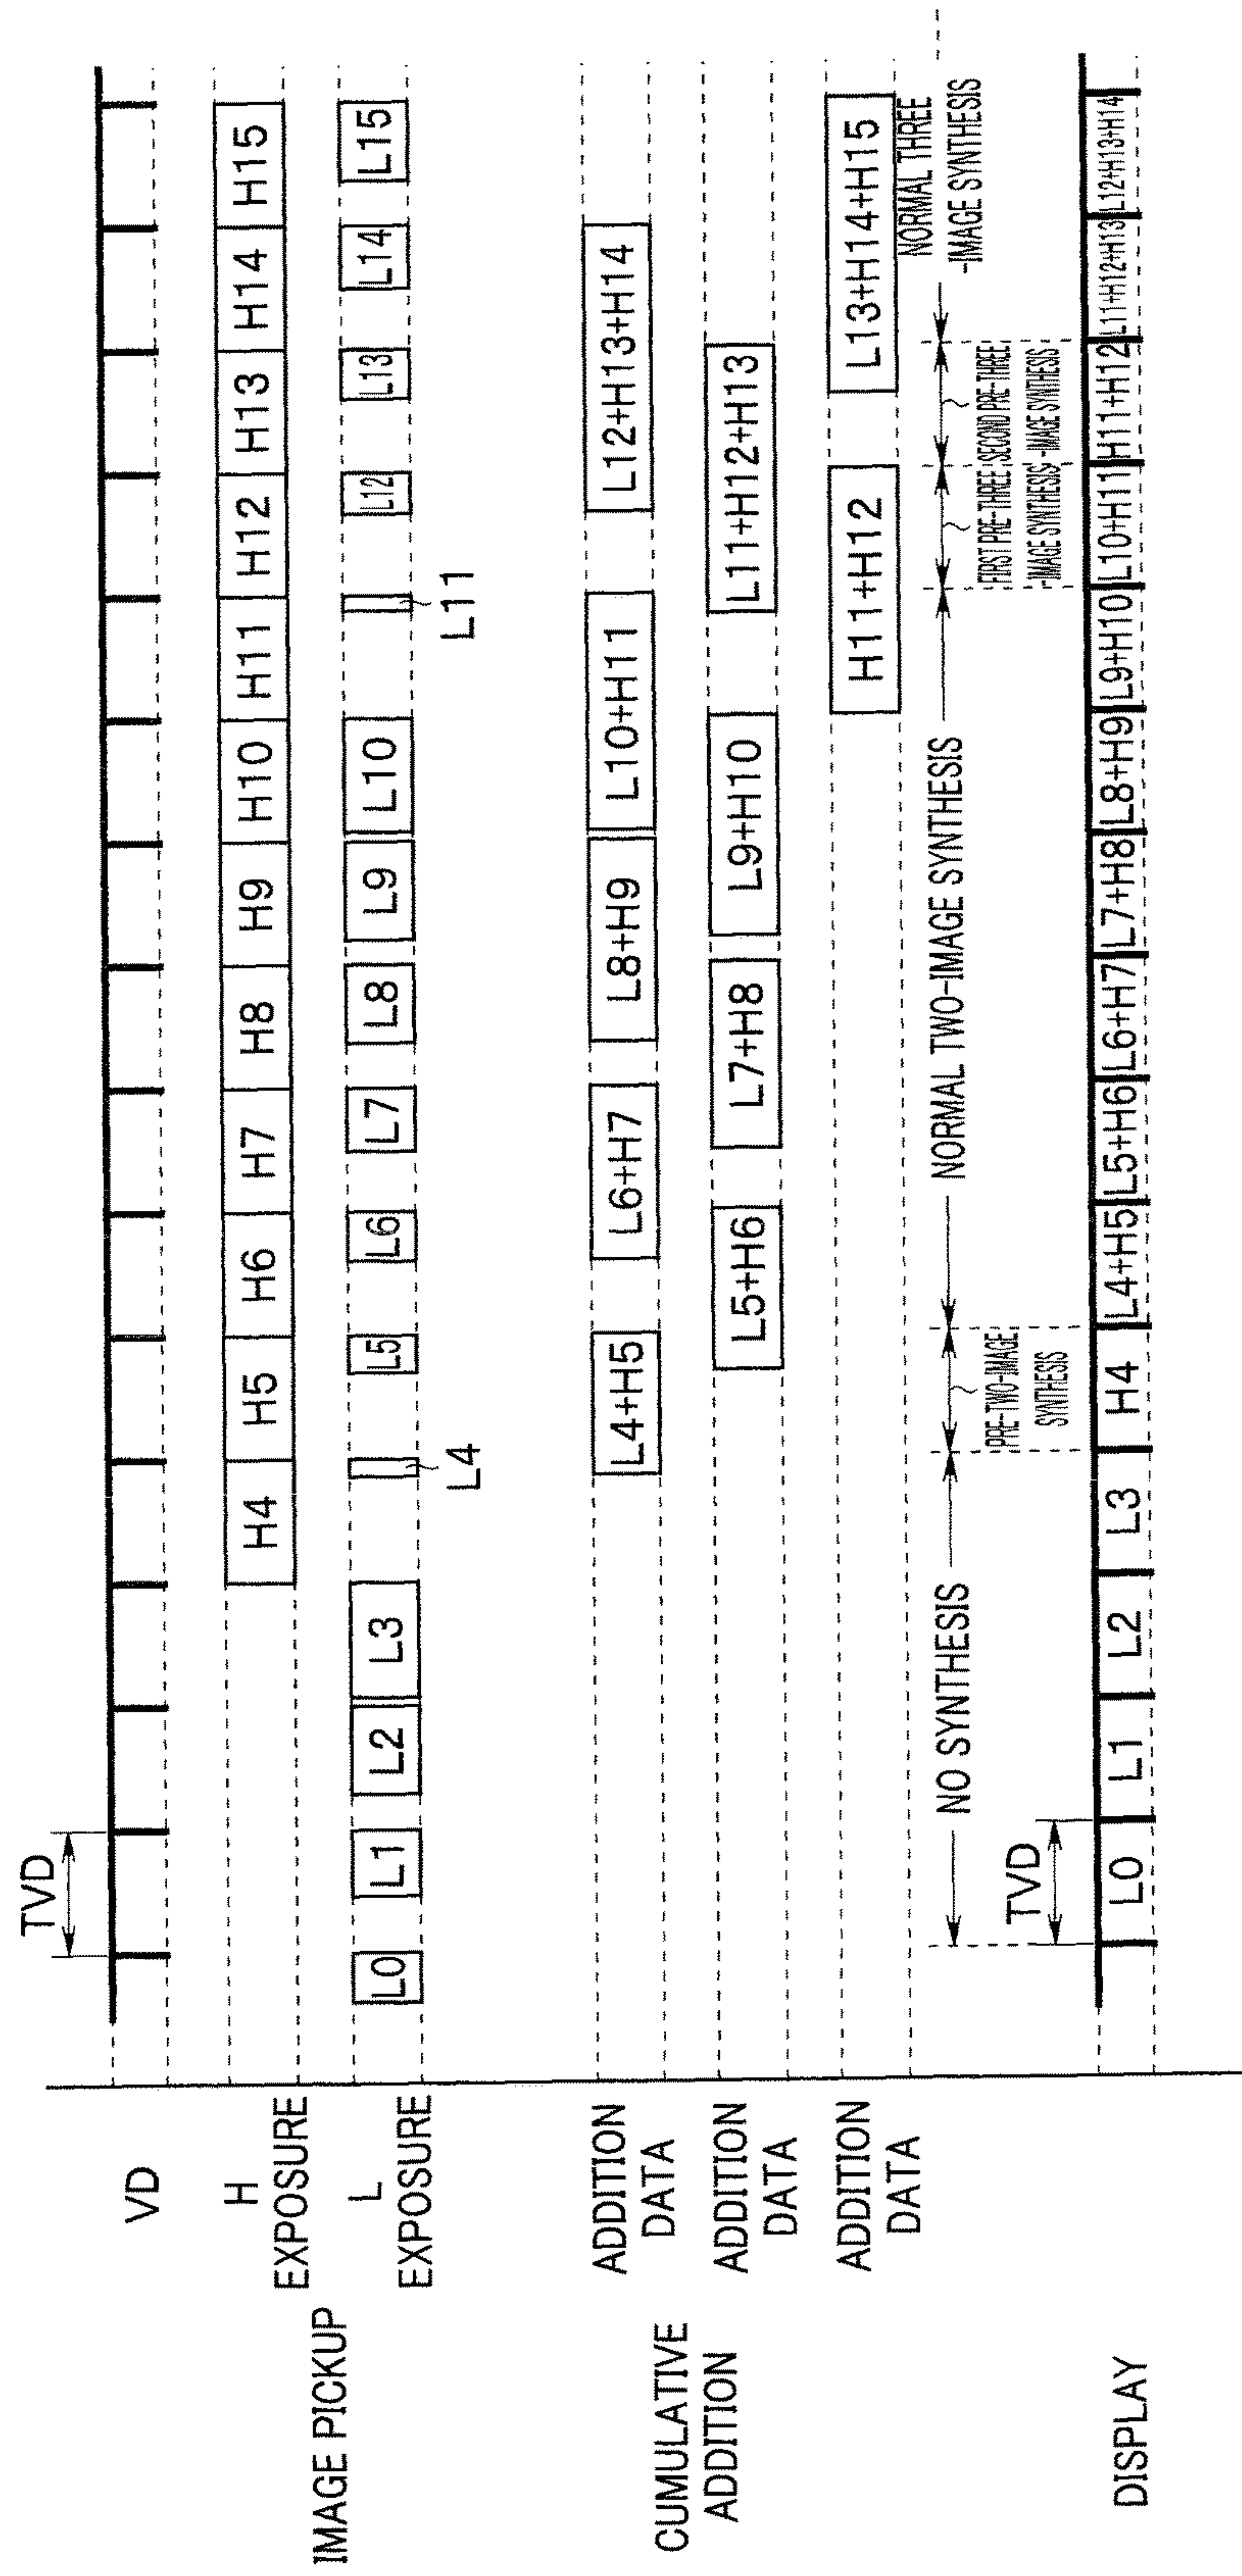 TVD
VD
IMAGE PICKUP
H
EXPOSURE
H4 H5 H6 H7 H8 H9 H10 H11 H12 H13 H14 H15
L
EXPOSURE
L0 L1 L2 L3 L5 L6 L7 L8 L9 L10 L12 L13 L14 L15
L4 L11
CUMULATIVE
ADDITION
ADDITION
DATA
L4+H5 L6+H7 L8+H9 L10+H11 L12+H13+H14
ADDITION
DATA
L5+H6 L7+H8 L9+H10 L11+H12+H13
ADDITION
DATA
H11+H12 L13+H14+H15
NO SYNTHESIS
PRE-TWO-IMAGE
SYNTHESIS
NORMAL TWO-IMAGE SYNTHESIS
FIRST PRE-THREE
-IMAGE SYNTHESIS
SECOND PRE-THREE
-IMAGE SYNTHESIS
NORMAL THREE
-IMAGE SYNTHESIS
TVD
DISPLAY
L0 L1 L2 L3 H4 L4+H5 L5+H6 L6+H7 L7+H8 L8+H9 L9+H10 L10+H11 H11+H12 L11+H12+H13 L12+H13+H14